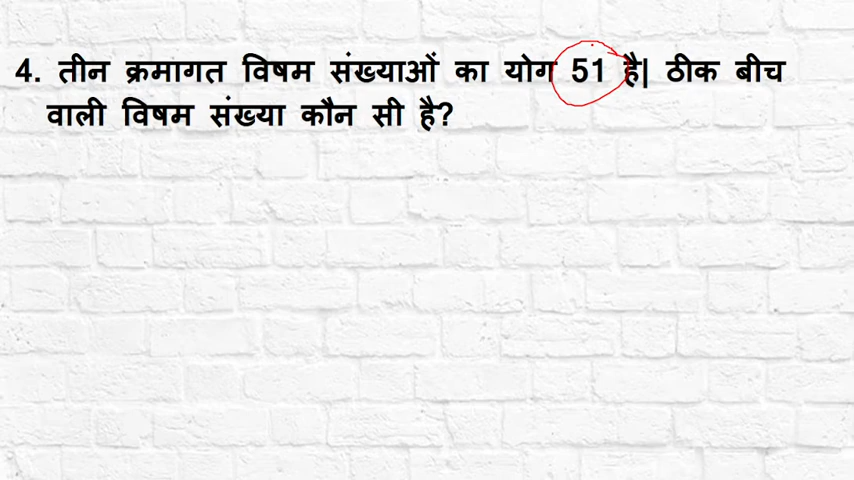 4. तीन क्रमागत विषम संख्याओं का योग 51 है| ठीक बीच
वाली विषम संख्या कौन सी है?